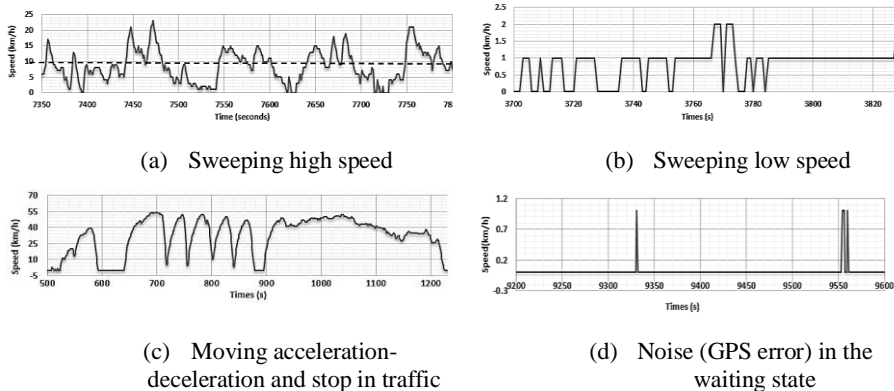 Speed (km/h)
25
20
15
10
5
0
7350 7400 7450 7500 7550 7600 7650 7700 7750 780
Time (seconds)
(a) Sweeping high speed
Speed (km/h)
2.5
2
1.5
1
0.5
0
3700 3720 3740 3760 3780 3800 3820
Times (s)
(b) Sweeping low speed
Speed (km/h)
70
55
40
25
10
-5
500 600 700 800 900 1000 1100 1200
Times (s)
(c) Moving acceleration-
deceleration and stop in traffic
Speed(km/h)
1.2
0.7
0.2
-0.3
9200 9250 9300 9350 9400 9450 9500 9550 9600
Times (s)
(d) Noise (GPS error) in the
waiting state